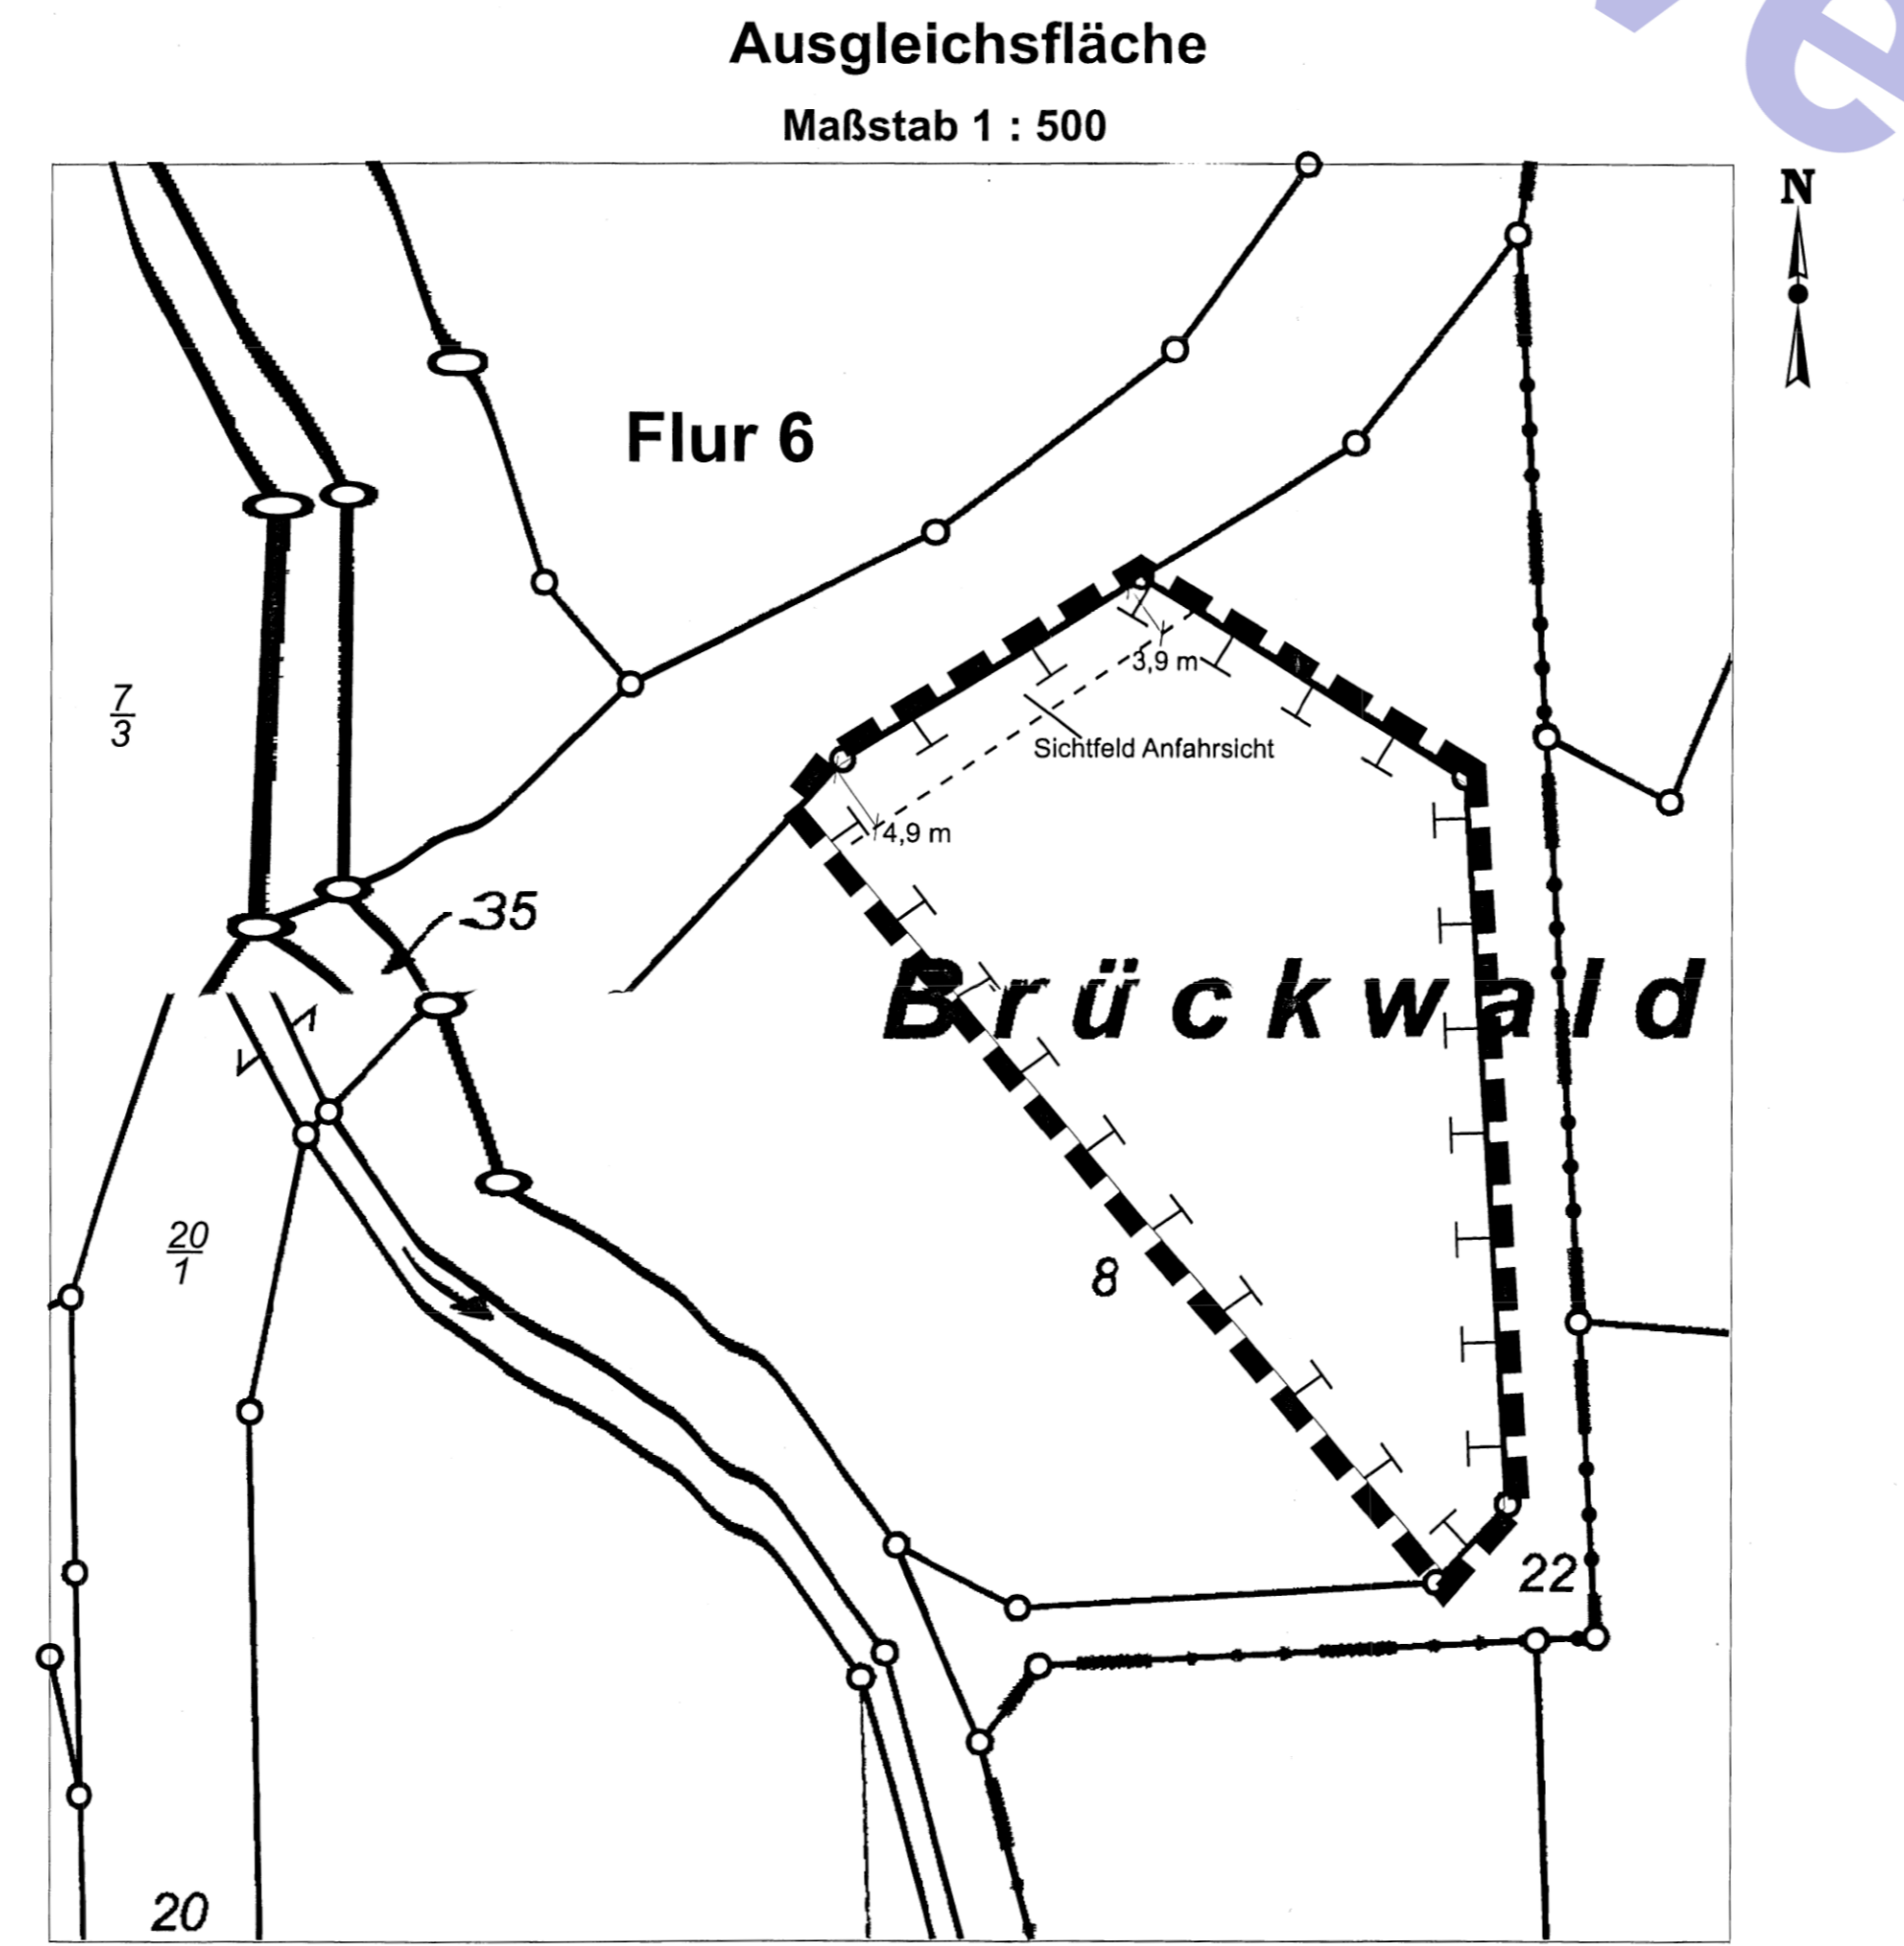 Ausgleichsfläche
Maßstab 1 : 500
N
Flur 6
3,9 m
7
3
Sichtfeld Anfahrsicht
4,9 m
35
Brückwald
20
1
8
22
20